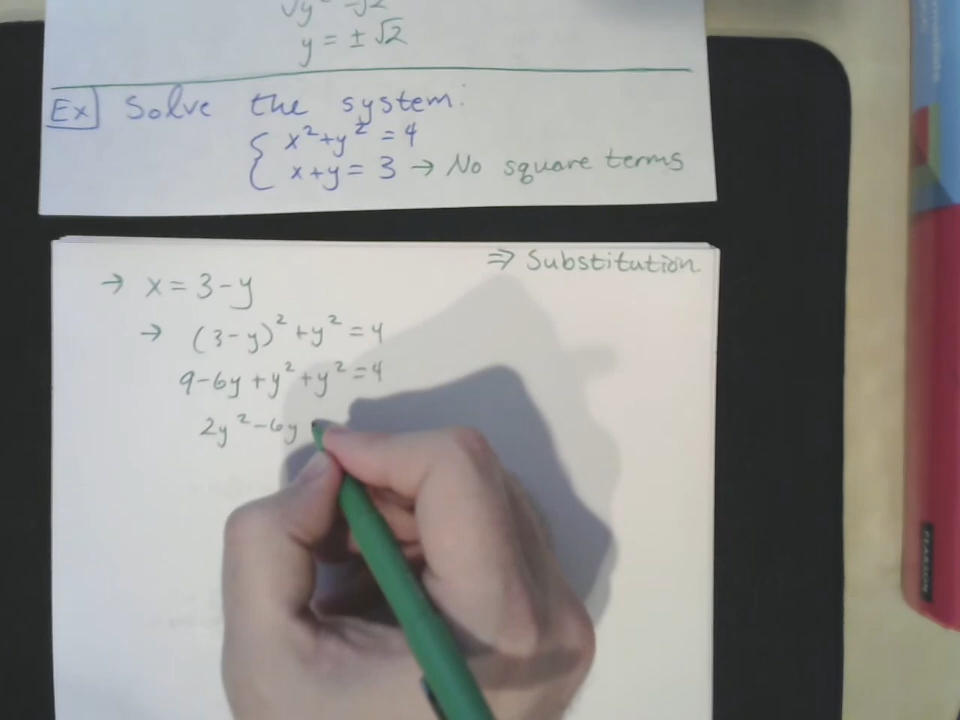 y = ± √2
Ex Solve the system:
x² + y² = 4
x + y = 3 → No square terms
⇒ Substitution
→ x = 3 - y
→ (3 - y)² + y² = 4
9 - 6y + y² + y² = 4
2y² - 6y
PEARSON